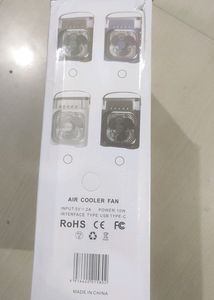 AIR COOLER FAN
INPUT:5V⎓2A POWER:10W
INTERFACE TYPE:USB TYPE-C
RoHS CE FC
MADE IN CHINA